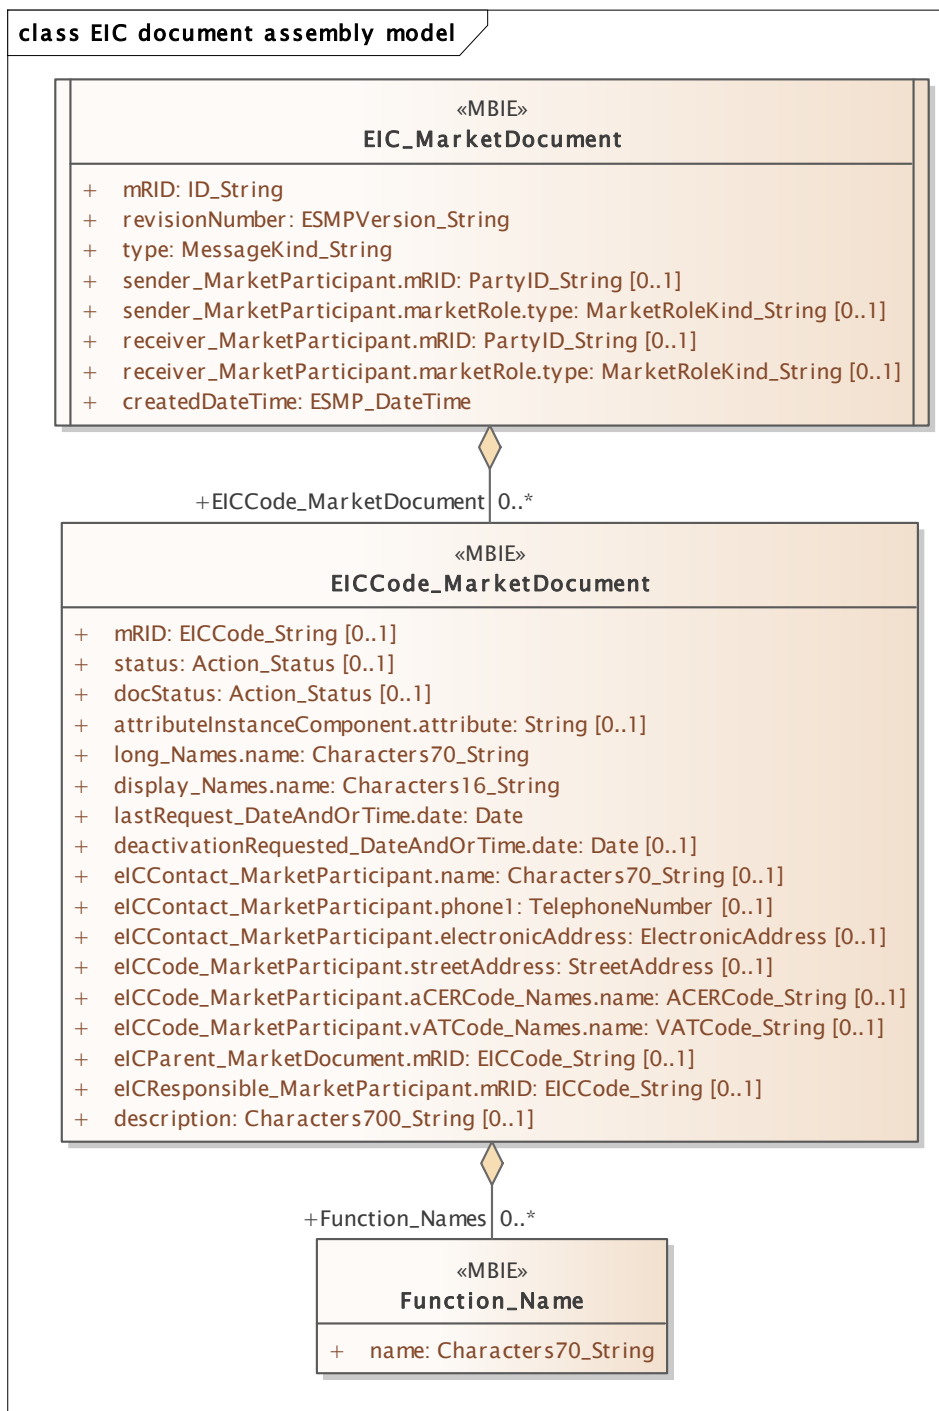 class EIC document assembly model
«MBIE»
EIC_MarketDocument
+ mRID: ID_String
+ revisionNumber: ESMPVersion_String
+ type: MessageKind_String
+ sender_MarketParticipant.mRID: PartyID_String [0..1]
+ sender_MarketParticipant.marketRole.type: MarketRoleKind_String [0..1]
+ receiver_MarketParticipant.mRID: PartyID_String [0..1]
+ receiver_MarketParticipant.marketRole.type: MarketRoleKind_String [0..1]
+ createdDateTime: ESMP_DateTime
+EICCode_MarketDocument 0..*
«MBIE»
EICCode_MarketDocument
+ mRID: EICCode_String [0..1]
+ status: Action_Status [0..1]
+ docStatus: Action_Status [0..1]
+ attributeInstanceComponent.attribute: String [0..1]
+ long_Names.name: Characters70_String
+ display_Names.name: Characters16_String
+ lastRequest_DateAndOrTime.date: Date
+ deactivationRequested_DateAndOrTime.date: Date [0..1]
+ eICContact_MarketParticipant.name: Characters70_String [0..1]
+ eICContact_MarketParticipant.phone1: TelephoneNumber [0..1]
+ eICContact_MarketParticipant.electronicAddress: ElectronicAddress [0..1]
+ eICCode_MarketParticipant.streetAddress: StreetAddress [0..1]
+ eICCode_MarketParticipant.aCERCode_Names.name: ACERCode_String [0..1]
+ eICCode_MarketParticipant.vATCode_Names.name: VATCode_String [0..1]
+ eICParent_MarketDocument.mRID: EICCode_String [0..1]
+ eICResponsible_MarketParticipant.mRID: EICCode_String [0..1]
+ description: Characters700_String [0..1]
+Function_Names 0..*
«MBIE»
Function_Name
+ name: Characters70_String